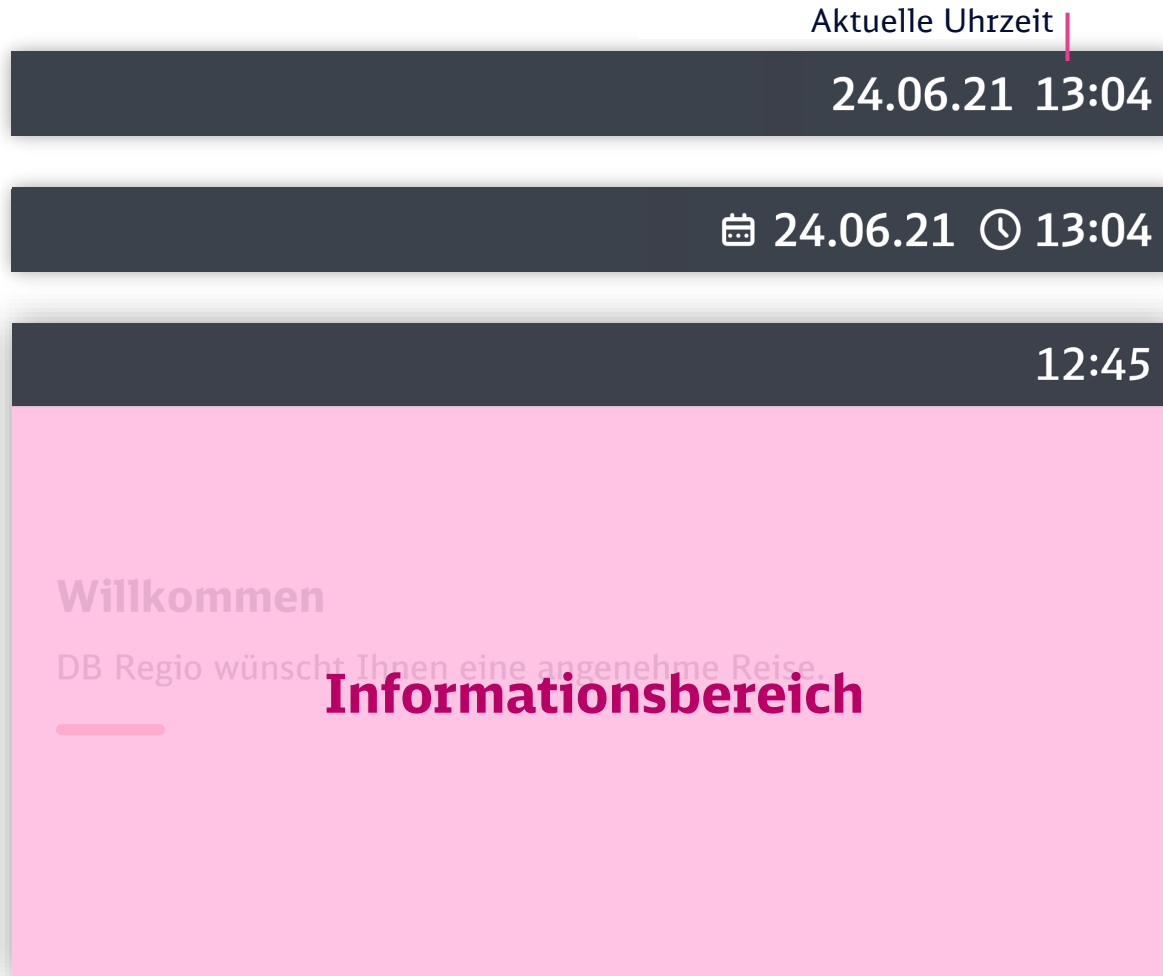 Aktuelle Uhrzeit
24.06.21 13:04
24.06.21 13:04
12:45
Willkommen
DB Regio wünscht Ihnen eine angenehme Reise.
Informationsbereich